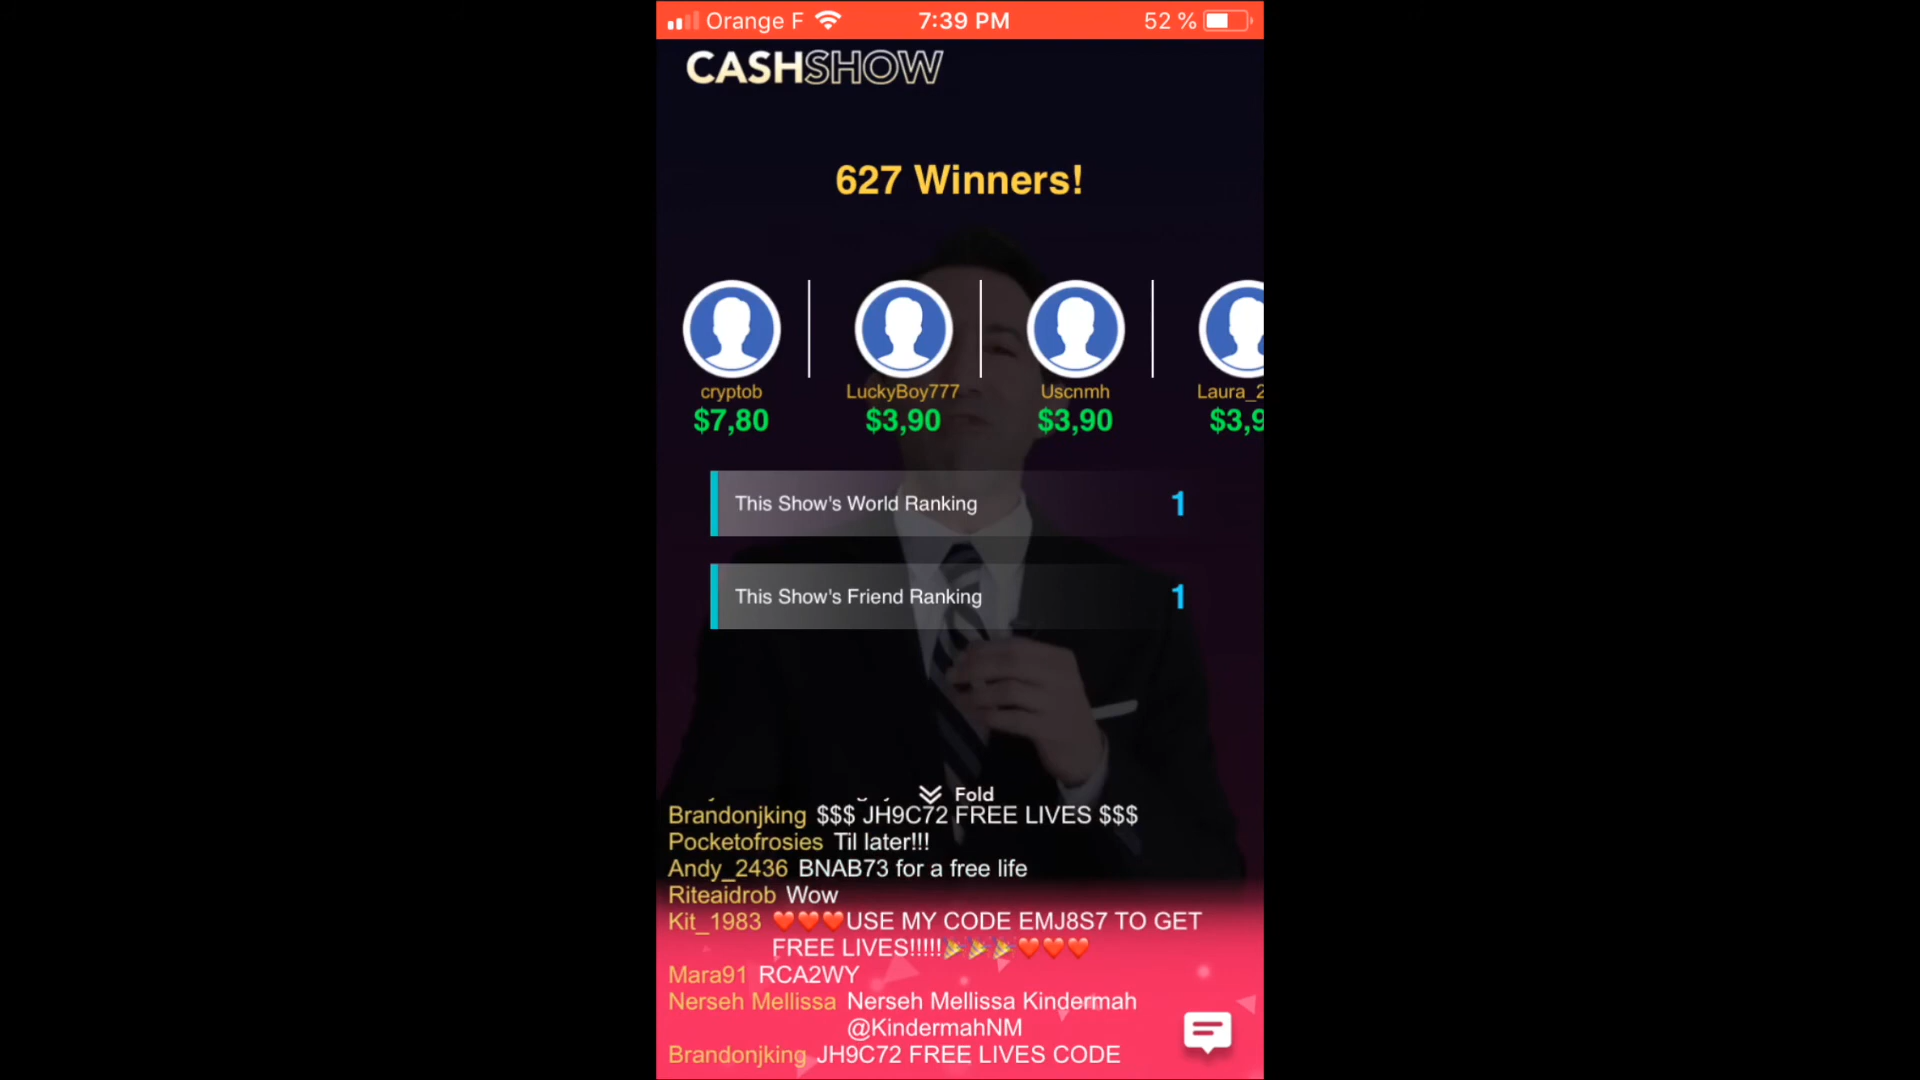 Orange F 7:39 PM 52 %
CASHSHOW
627 Winners!
cryptob LuckyBoy777 Uscnmh Laura_2
$7,80 $3,90 $3,90 $3,9
This Show's World Ranking 1
This Show's Friend Ranking 1
Fold
Brandonjking $$$ JH9C72 FREE LIVES $$$
Pocketofrosies Til later!!!
Andy_2436 BNAB73 for a free life
Riteaidrob Wow
Kit_1983 ❤️❤️❤️USE MY CODE EMJ8S7 TO GET
FREE LIVES!!!!!🎉🎉🎉❤️❤️❤️
Mara91 RCA2WY
Nerseh Mellissa Nerseh Mellissa Kindermah
@KindermahNM
Brandonjking JH9C72 FREE LIVES CODE